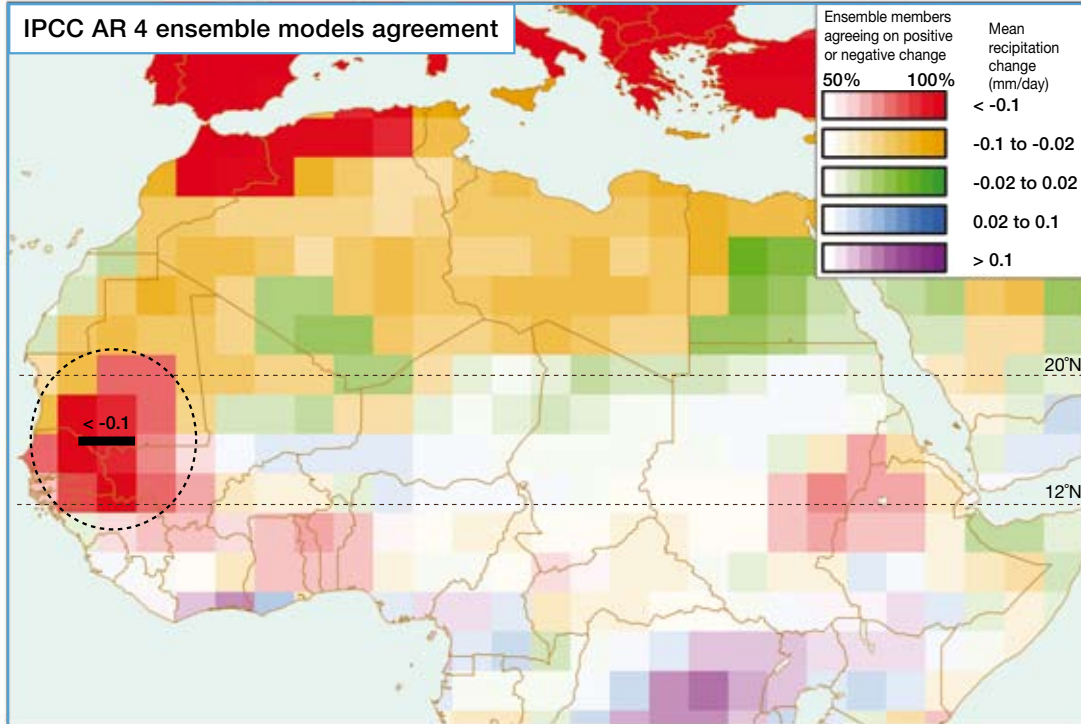 IPCC AR 4 ensemble models agreement
Ensemble members
agreeing on positive
or negative change
50% 100%
Mean
recipitation
change
(mm/day)
< -0.1
-0.1 to -0.02
-0.02 to 0.02
0.02 to 0.1
> 0.1
20°N
< -0.1
12°N